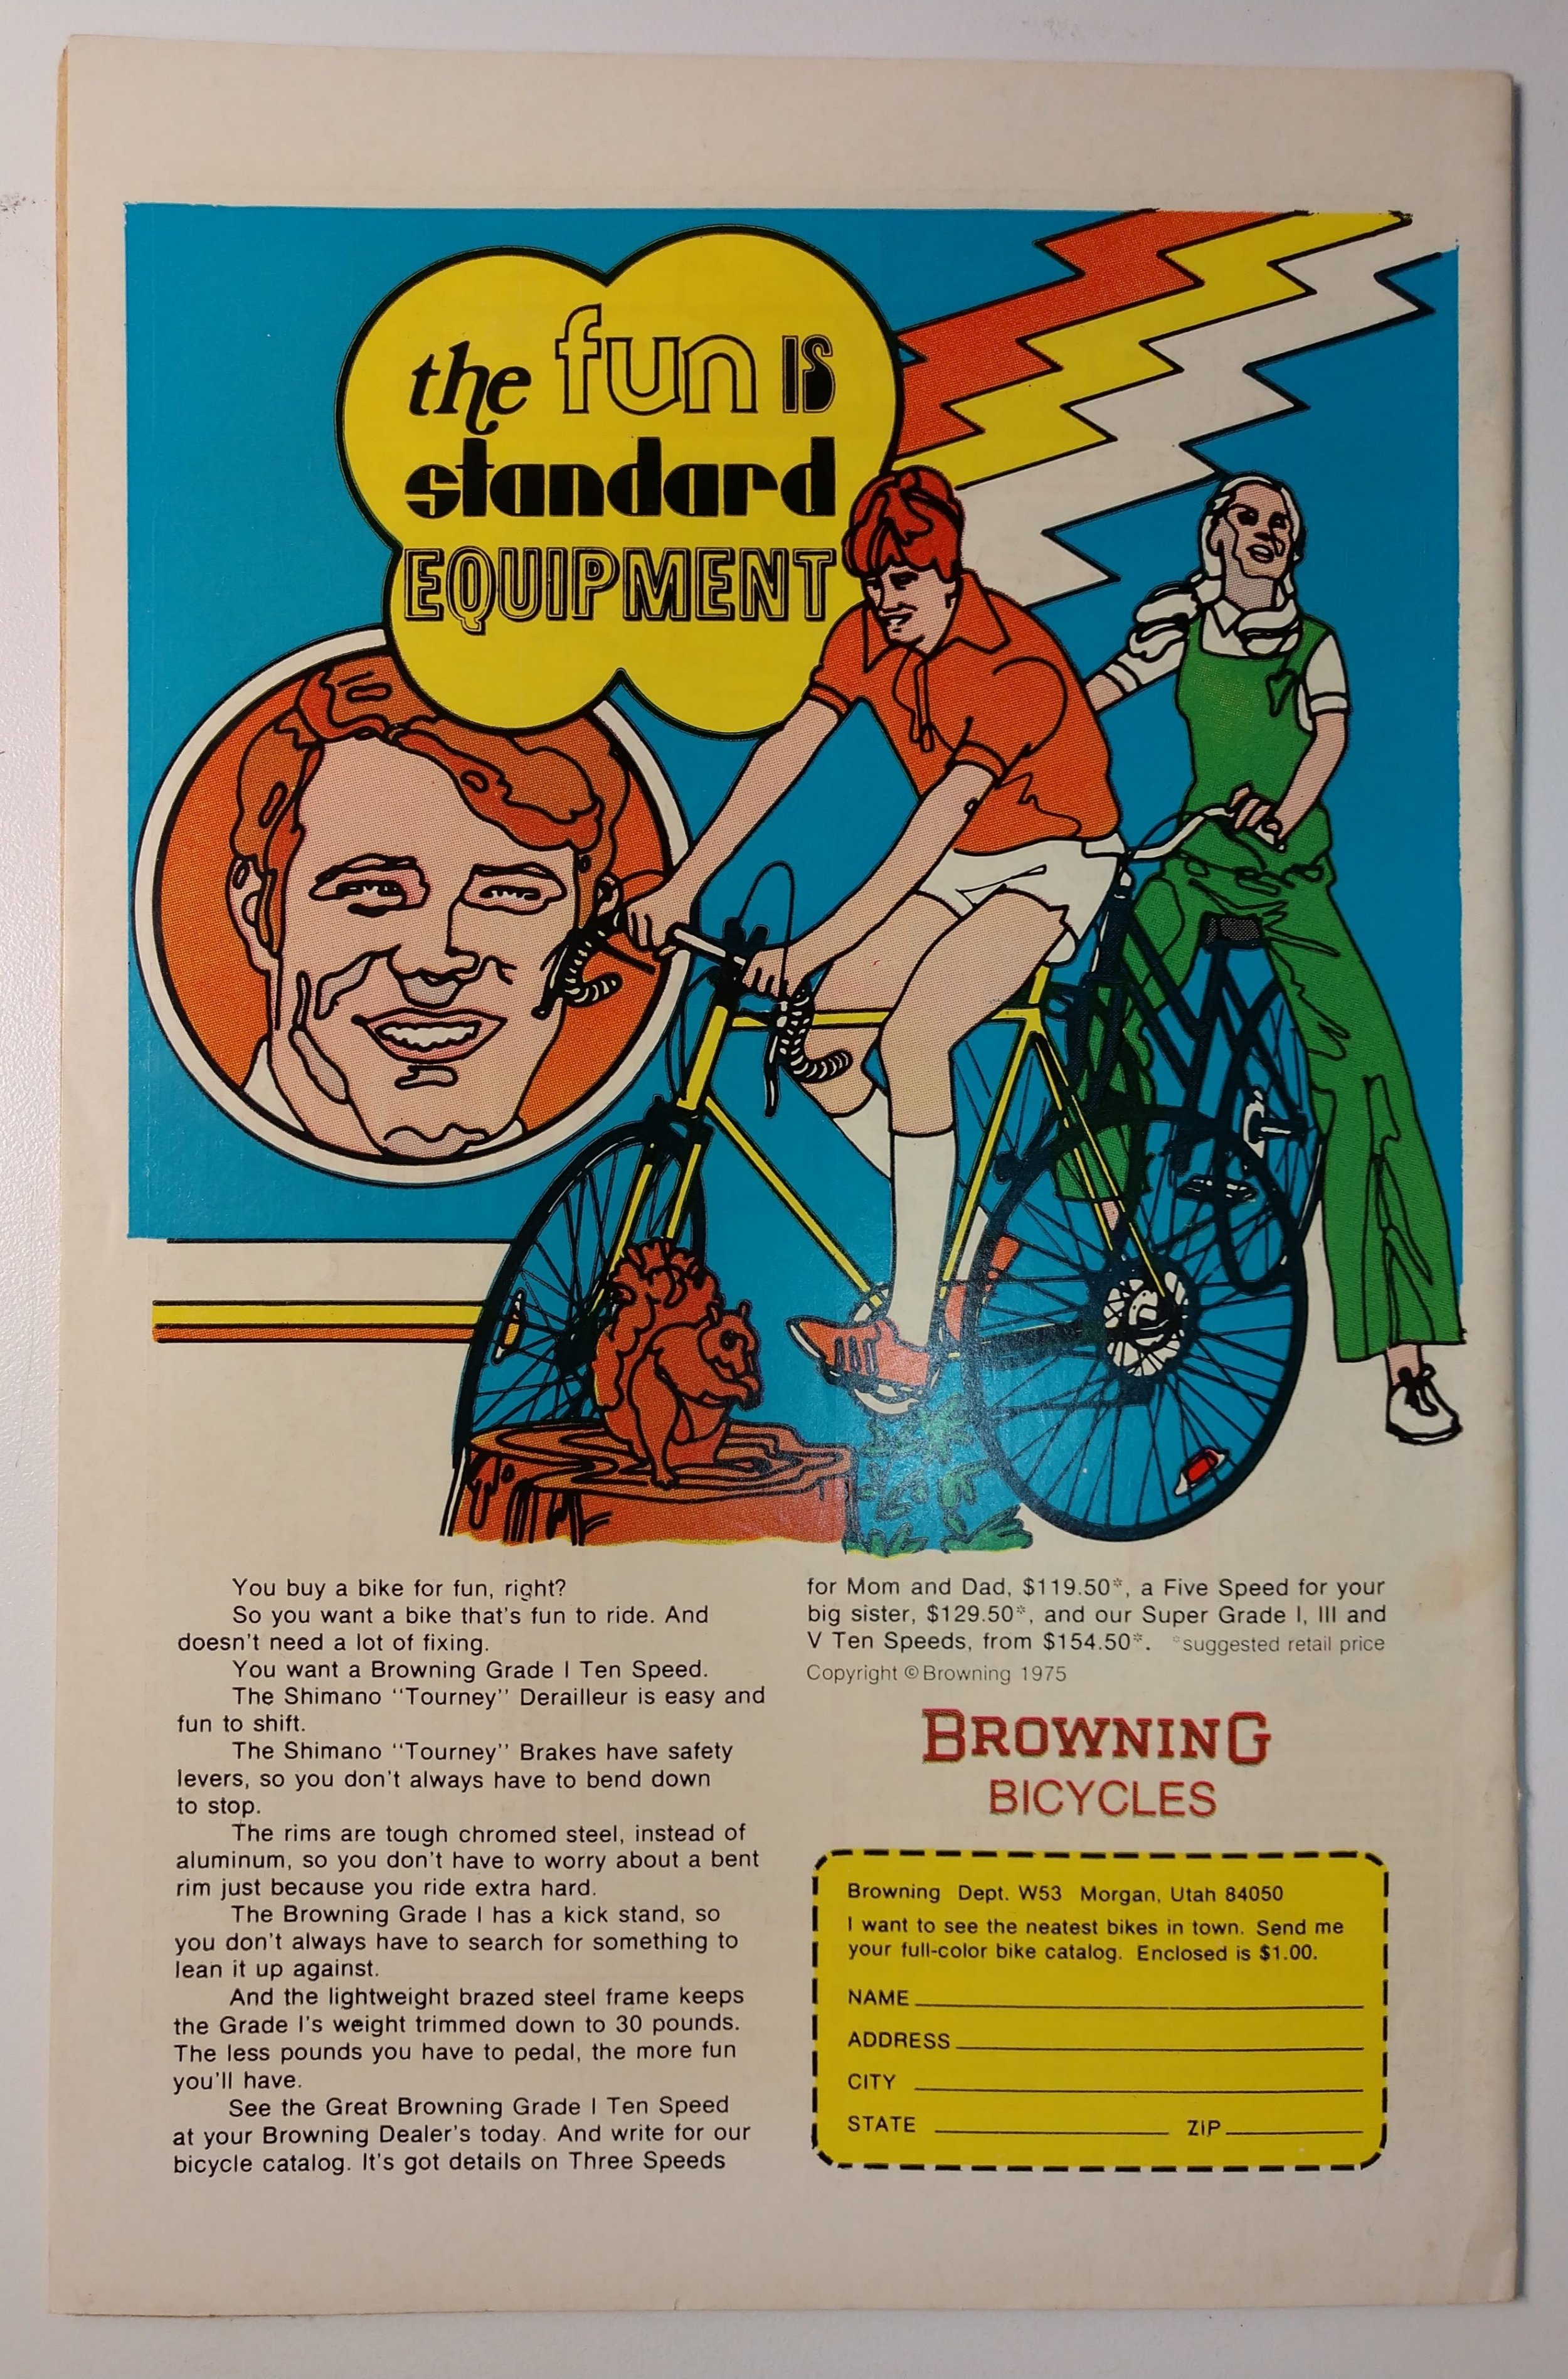 the fun IS
standard
EQUIPMENT
You buy a bike for fun, right?
So you want a bike that's fun to ride. And
doesn't need a lot of fixing.
You want a Browning Grade I Ten Speed.
The Shimano "Tourney" Derailleur is easy and
fun to shift.
The Shimano "Tourney" Brakes have safety
levers, so you don't always have to bend down
to stop.
The rims are tough chromed steel, instead of
aluminum, so you don't have to worry about a bent
rim just because you ride extra hard.
The Browning Grade I has a kick stand, so
you don't always have to search for something to
lean it up against.
And the lightweight brazed steel frame keeps
the Grade I's weight trimmed down to 30 pounds.
The less pounds you have to pedal, the more fun
you'll have.
See the Great Browning Grade I Ten Speed
at your Browning Dealer's today. And write for our
bicycle catalog. It's got details on Three Speeds
for Mom and Dad, $119.50*, a Five Speed for your
big sister, $129.50*, and our Super Grade I, III and
V Ten Speeds, from $154.50*. *suggested retail price
Copyright © Browning 1975
BROWNING
BICYCLES
Browning Dept. W53 Morgan, Utah 84050
I want to see the neatest bikes in town. Send me
your full-color bike catalog. Enclosed is $1.00.
NAME
ADDRESS
CITY
STATE ZIP